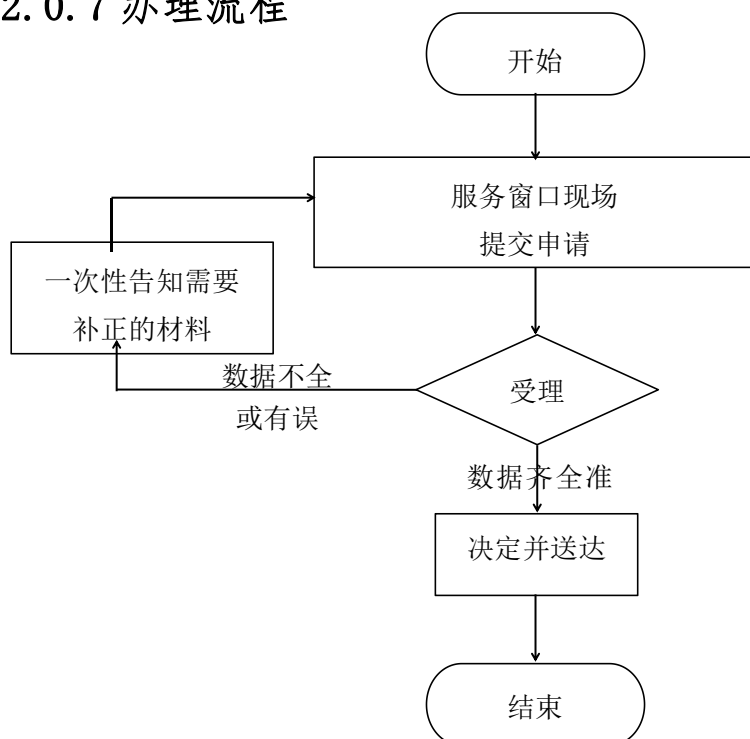 2.0.7 办理流程
开始
服务窗口现场
提交申请
一次性告知需要
补正的材料
数据不全
或有误
受理
数据齐全准
决定并送达
结束